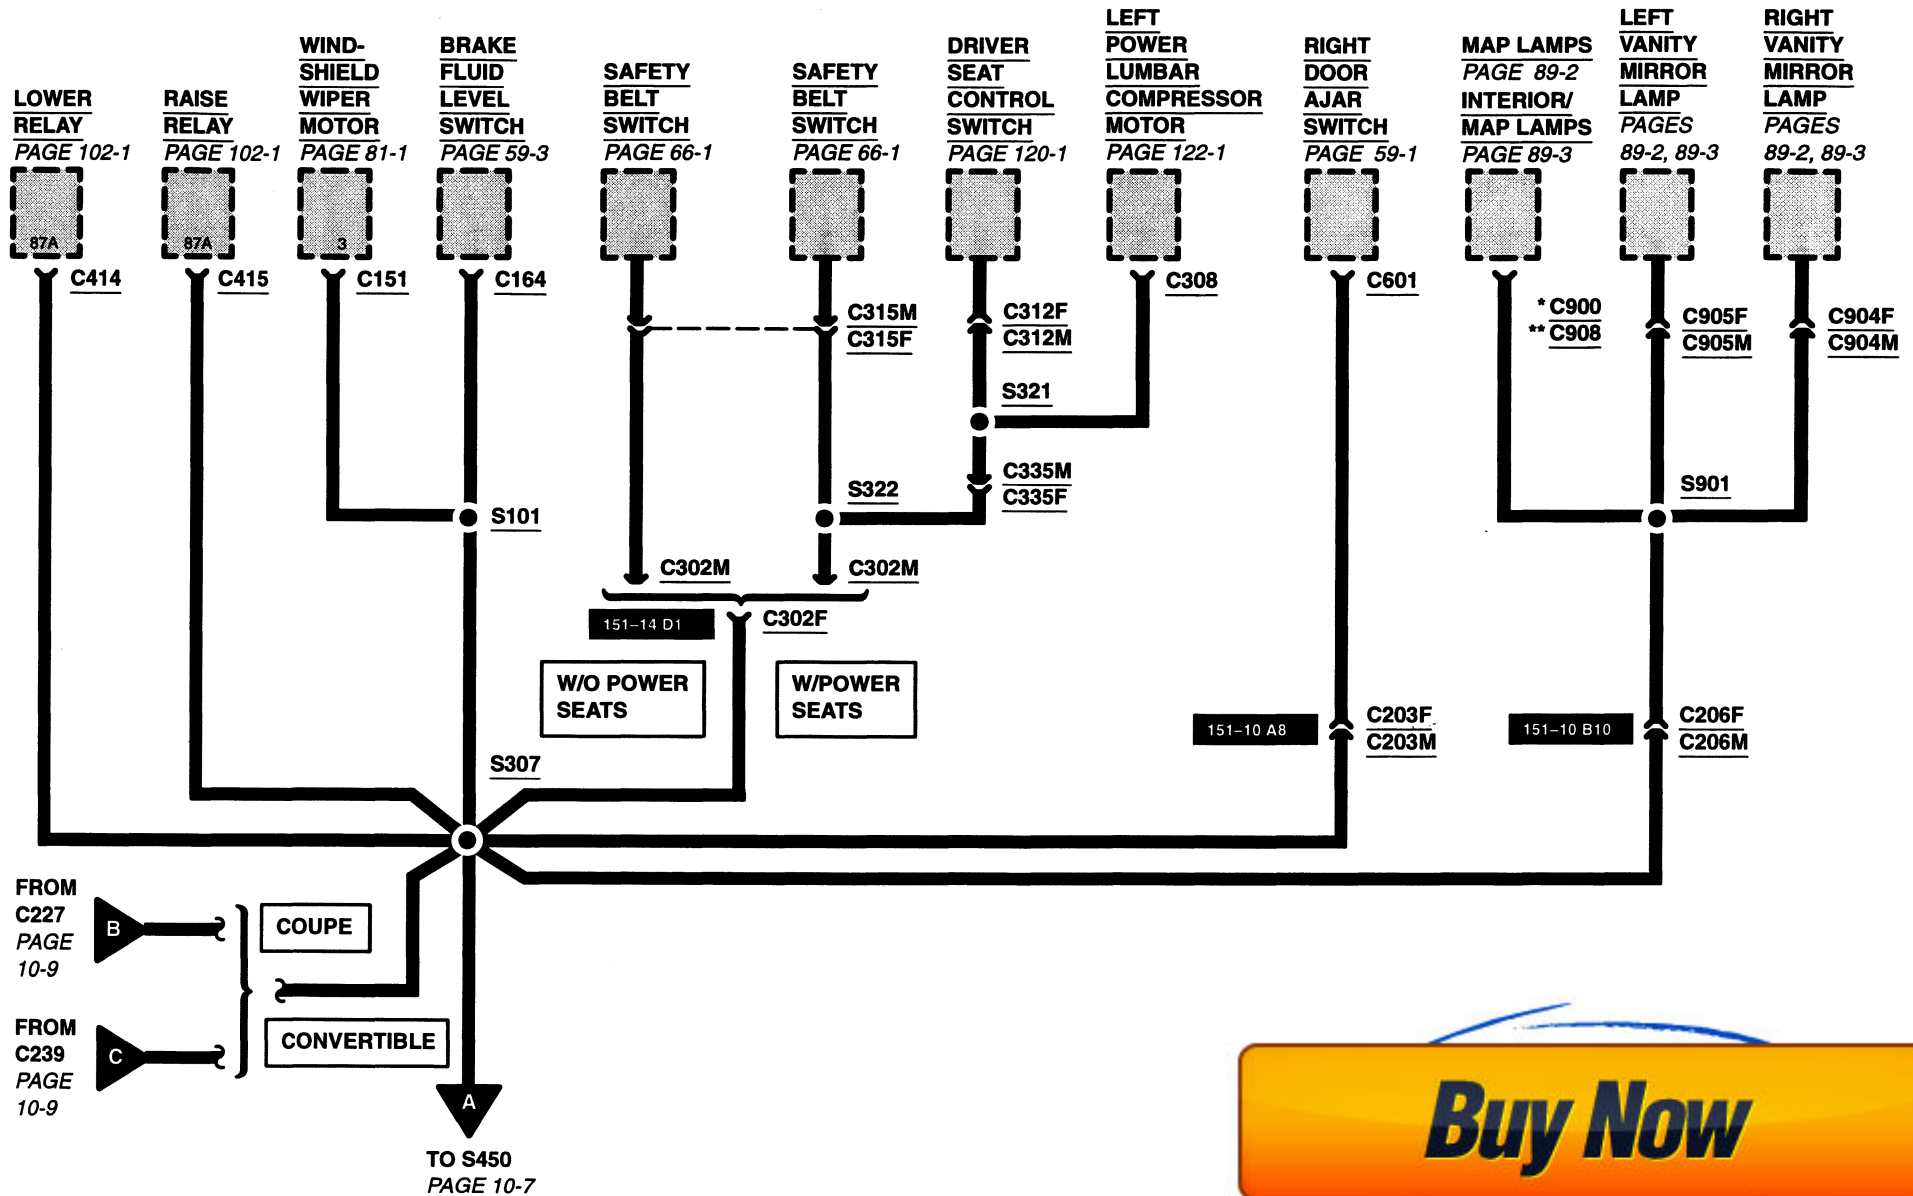 LOWER
RELAY
PAGE 102-1
87A
C414
RAISE
RELAY
PAGE 102-1
87A
C415
WIND-
SHIELD
WIPER
MOTOR
PAGE 81-1
3
C151
BRAKE
FLUID
LEVEL
SWITCH
PAGE 59-3
C164
SAFETY
BELT
SWITCH
PAGE 66-1
SAFETY
BELT
SWITCH
PAGE 66-1
C315M
C315F
DRIVER
SEAT
CONTROL
SWITCH
PAGE 120-1
C312F
C312M
LEFT
POWER
LUMBAR
COMPRESSOR
MOTOR
PAGE 122-1
C308
RIGHT
DOOR
AJAR
SWITCH
PAGE 59-1
C601
MAP LAMPS
PAGE 89-2
INTERIOR/
MAP LAMPS
PAGE 89-3
* C900
** C908
LEFT
VANITY
MIRROR
LAMP
PAGES
89-2, 89-3
C905F
C905M
RIGHT
VANITY
MIRROR
LAMP
PAGES
89-2, 89-3
C904F
C904M
S321
C335M
C335F
S322
S901
S101
C302M
C302M
151-14 D1
C302F
W/O POWER
SEATS
W/POWER
SEATS
151-10 A8
C203F
C203M
151-10 B10
C206F
C206M
S307
FROM
C227
PAGE
10-9
B
COUPE
FROM
C239
PAGE
10-9
C
CONVERTIBLE
A
TO S450
PAGE 10-7
Buy Now